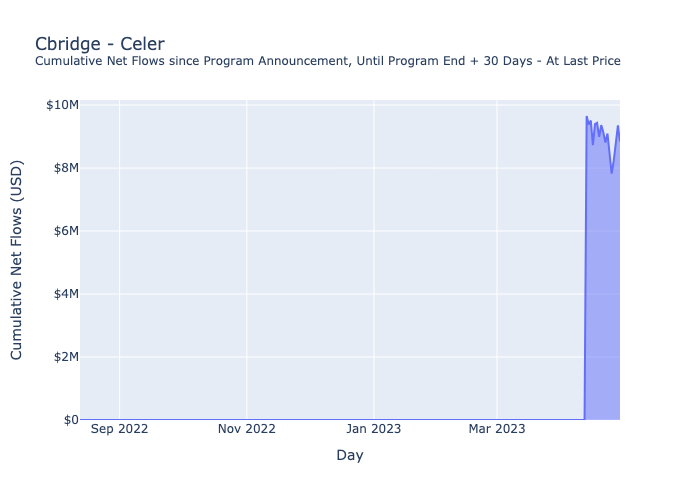 Cbridge - Celer
Cumulative Net Flows since Program Announcement, Until Program End + 30 Days - At Last Price
$10M
$8M
$6M
$4M
$2M
$0
Cumulative Net Flows (USD)
Sep 2022
Nov 2022
Jan 2023
Mar 2023
Day